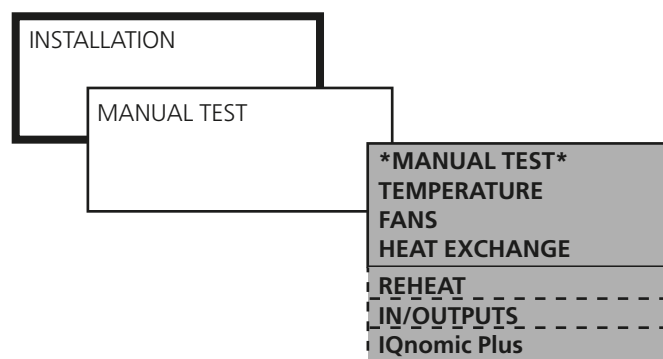 INSTALLATION
MANUAL TEST
*MANUAL TEST*
TEMPERATURE
FANS
HEAT EXCHANGE
REHEAT
IN/OUTPUTS
IQnomic Plus